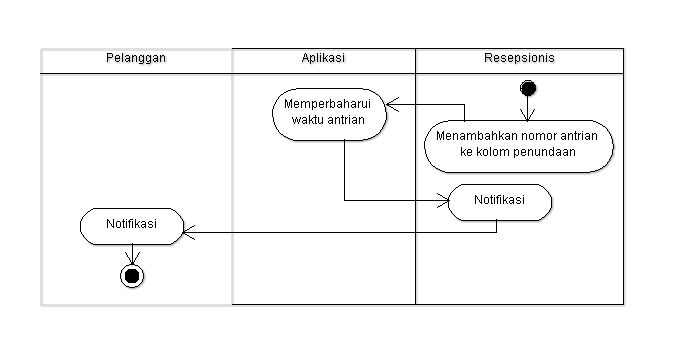 Pelanggan
Aplikasi
Resepsionis
Memperbaharui
waktu antrian
Menambahkan nomor antrian
ke kolom penundaan
Notifikasi
Notifikasi